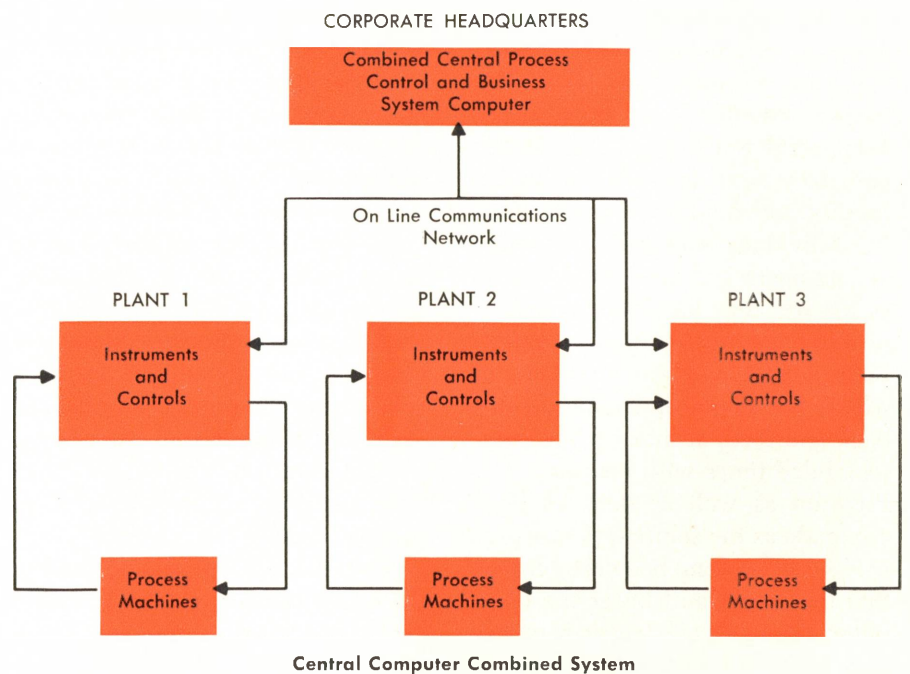 CORPORATE HEADQUARTERS
Combined Central Process
Control and Business
System Computer
On Line Communications
Network
PLANT 1
PLANT 2
PLANT 3
Instruments
and
Controls
Instruments
and
Controls
Instruments
and
Controls
Process
Machines
Process
Machines
Process
Machines
Central Computer Combined System